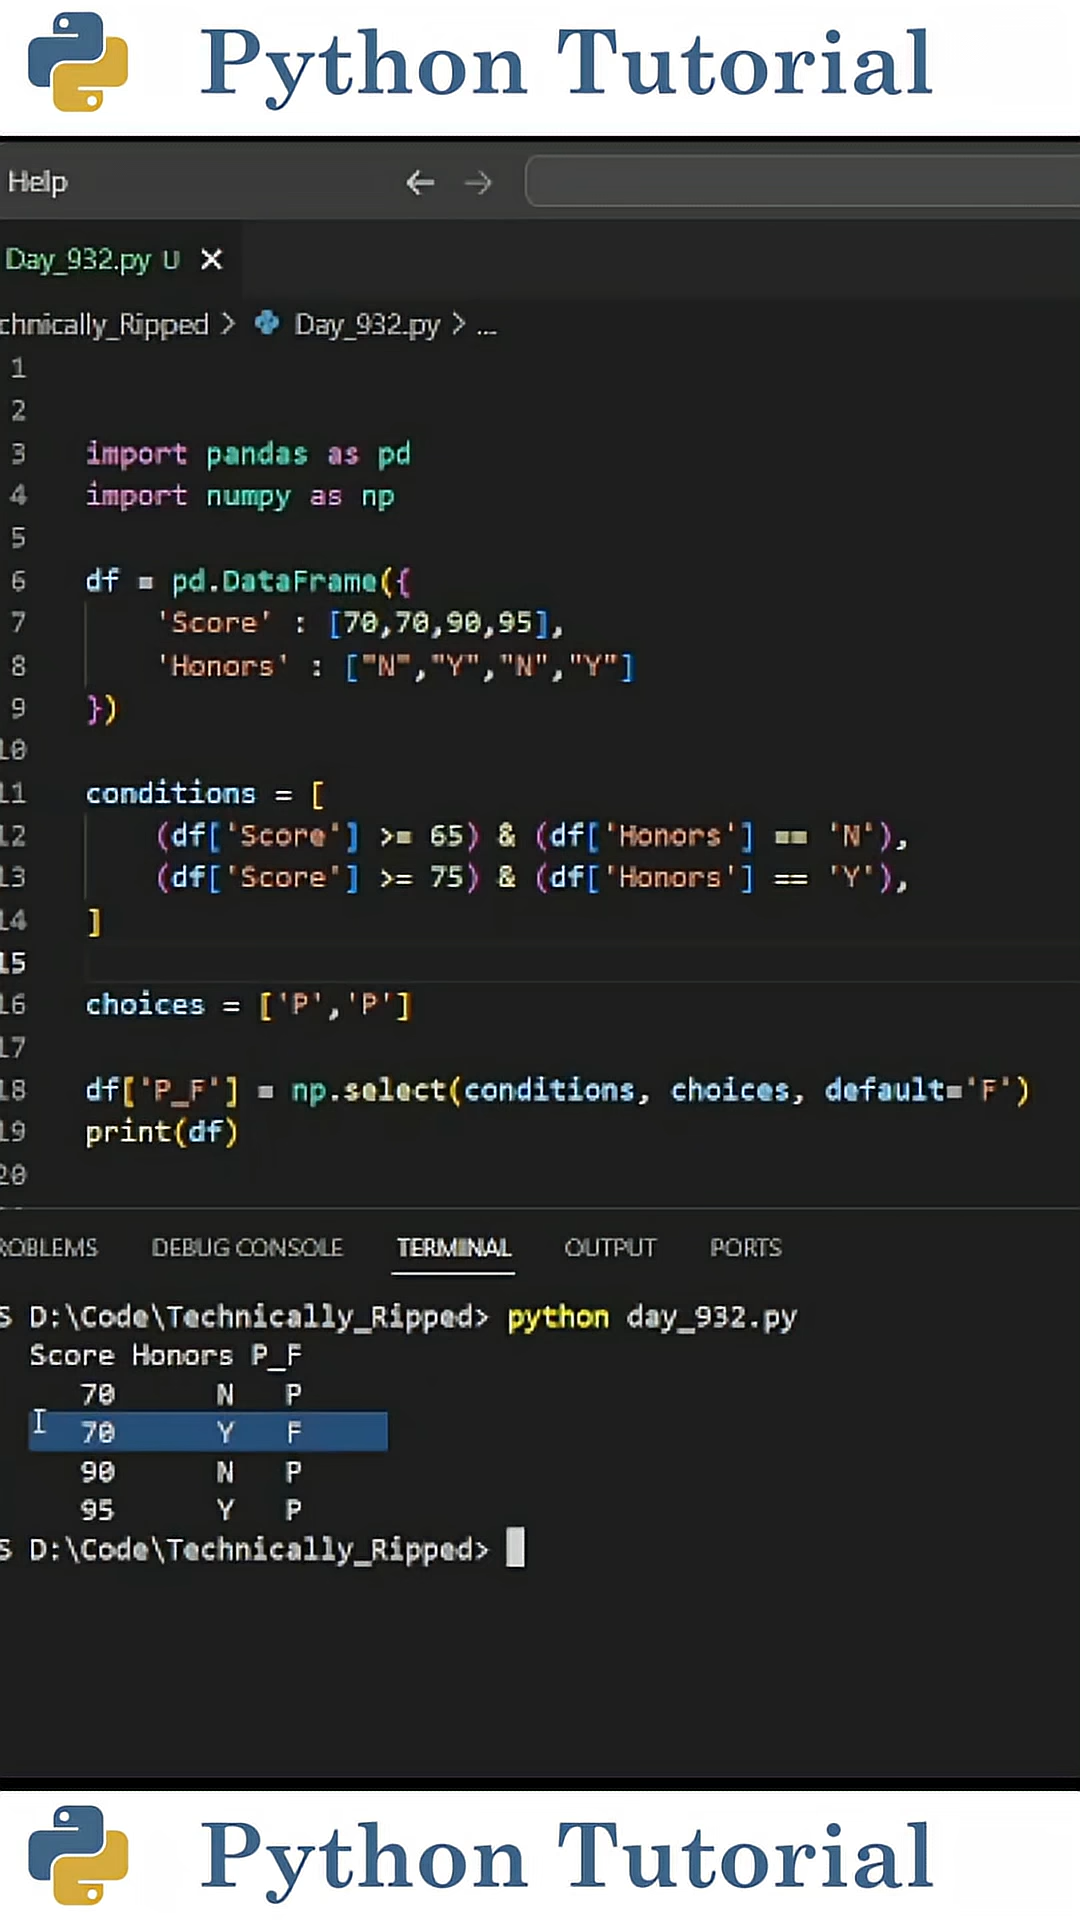 Python Tutorial
Help
Day_932.py U
chnically_Ripped > Day_932.py > ...
1
2
3 import pandas as pd
4 import numpy as np
5
6 df = pd.DataFrame({
7 'Score' : [70,70,90,95],
8 'Honors' : ["N","Y","N","Y"]
9 })
10
11 conditions = [
12 (df['Score'] >= 65) & (df['Honors'] == 'N'),
13 (df['Score'] >= 75) & (df['Honors'] == 'Y'),
14 ]
15
16 choices = ['P','P']
17
18 df['P_F'] = np.select(conditions, choices, default='F')
19 print(df)
20
ROBLEMS DEBUG CONSOLE TERMINAL OUTPUT PORTS
S D:\Code\Technically_Ripped> python day_932.py
Score Honors P_F
70 N P
70 Y F
90 N P
95 Y P
S D:\Code\Technically_Ripped>
Python Tutorial